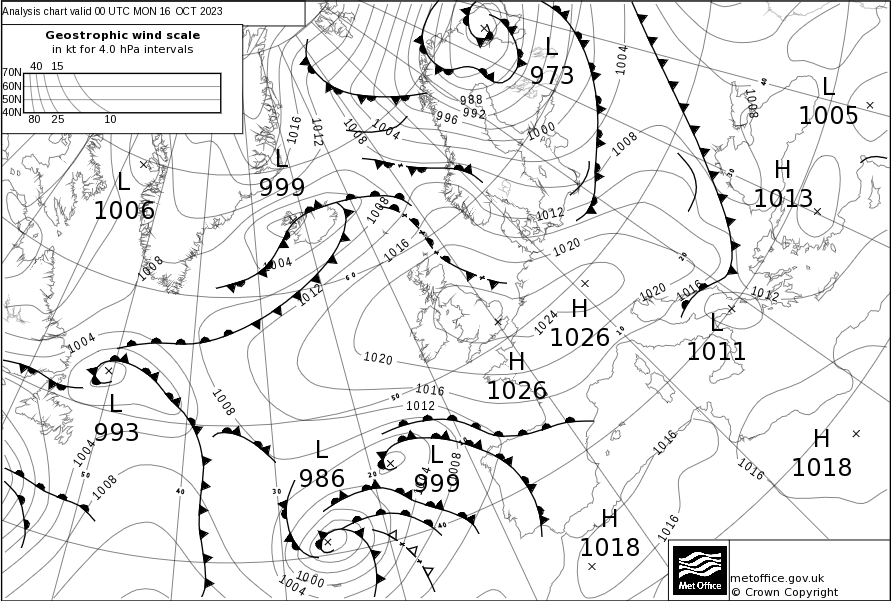 Analysis chart valid 00 UTC MON 16 OCT 2023
Geostrophic wind scale
in kt for 4.0 hPa intervals
40 15
70N
60N
50N
40N
80 25 10
L
973
L
1005
H
1013
L
999
L
1006
H
1026
H
1026
L
1011
L
993
L
986
L
999
H
1018
H
1018
1004
988
992
996
1000
1008
1008
1016
1012
1008
1004
1008
1012
1016
1020
1020
1016
1012
1004
1012
1008
1024
1020
1016
1012
1004
1008
1004
1008
1008
1016
1016
1016
1000
1004
40
30
20
10
60
50
50
40
30
20
40
Met Office
metoffice.gov.uk
© Crown Copyright